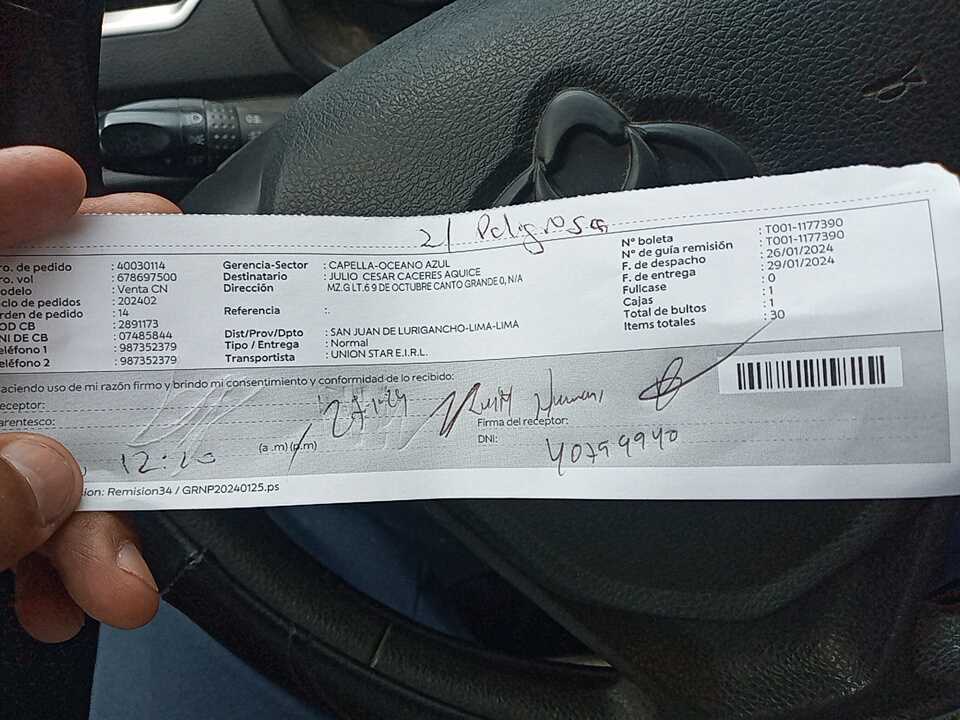 21 Peligrosa
ro. de pedido : 40030114
ro. vol : 678697500
odelo : Venta CN
clo de pedidos : 202402
rden de pedido : 14
OD CB : 2891173
NI DE CB : 07485844
eléfono 1 : 987352379
eléfono 2 : 987352379
Gerencia-Sector : CAPELLA-OCEANO AZUL
Destinatario : JULIO CESAR CACERES AQUICE
Dirección : MZ.G LT.6 9 DE OCTUBRE CANTO GRANDE 0, N/A
Referencia :.
Dist/Prov/Dpto : SAN JUAN DE LURIGANCHO-LIMA-LIMA
Tipo / Entrega : Normal
Transportista : UNION STAR E.I.R.L.
N° boleta : T001-1177390
N° de guía remisión : T001-1177390
F. de despacho : 26/01/2024
F. de entrega : 29/01/2024
Fullcase : 0
Cajas : 1
Total de bultos : 1
Items totales : 30
aciendo uso de mi razón firmo y brindo mi consentimiento y conformidad de lo recibido:
eceptor:
arentesco:
12:10 (a.m)(p.m) 27-1-24
Firma del receptor:
DNI: 40799940
ion: Remision34 / GRNP20240125.ps